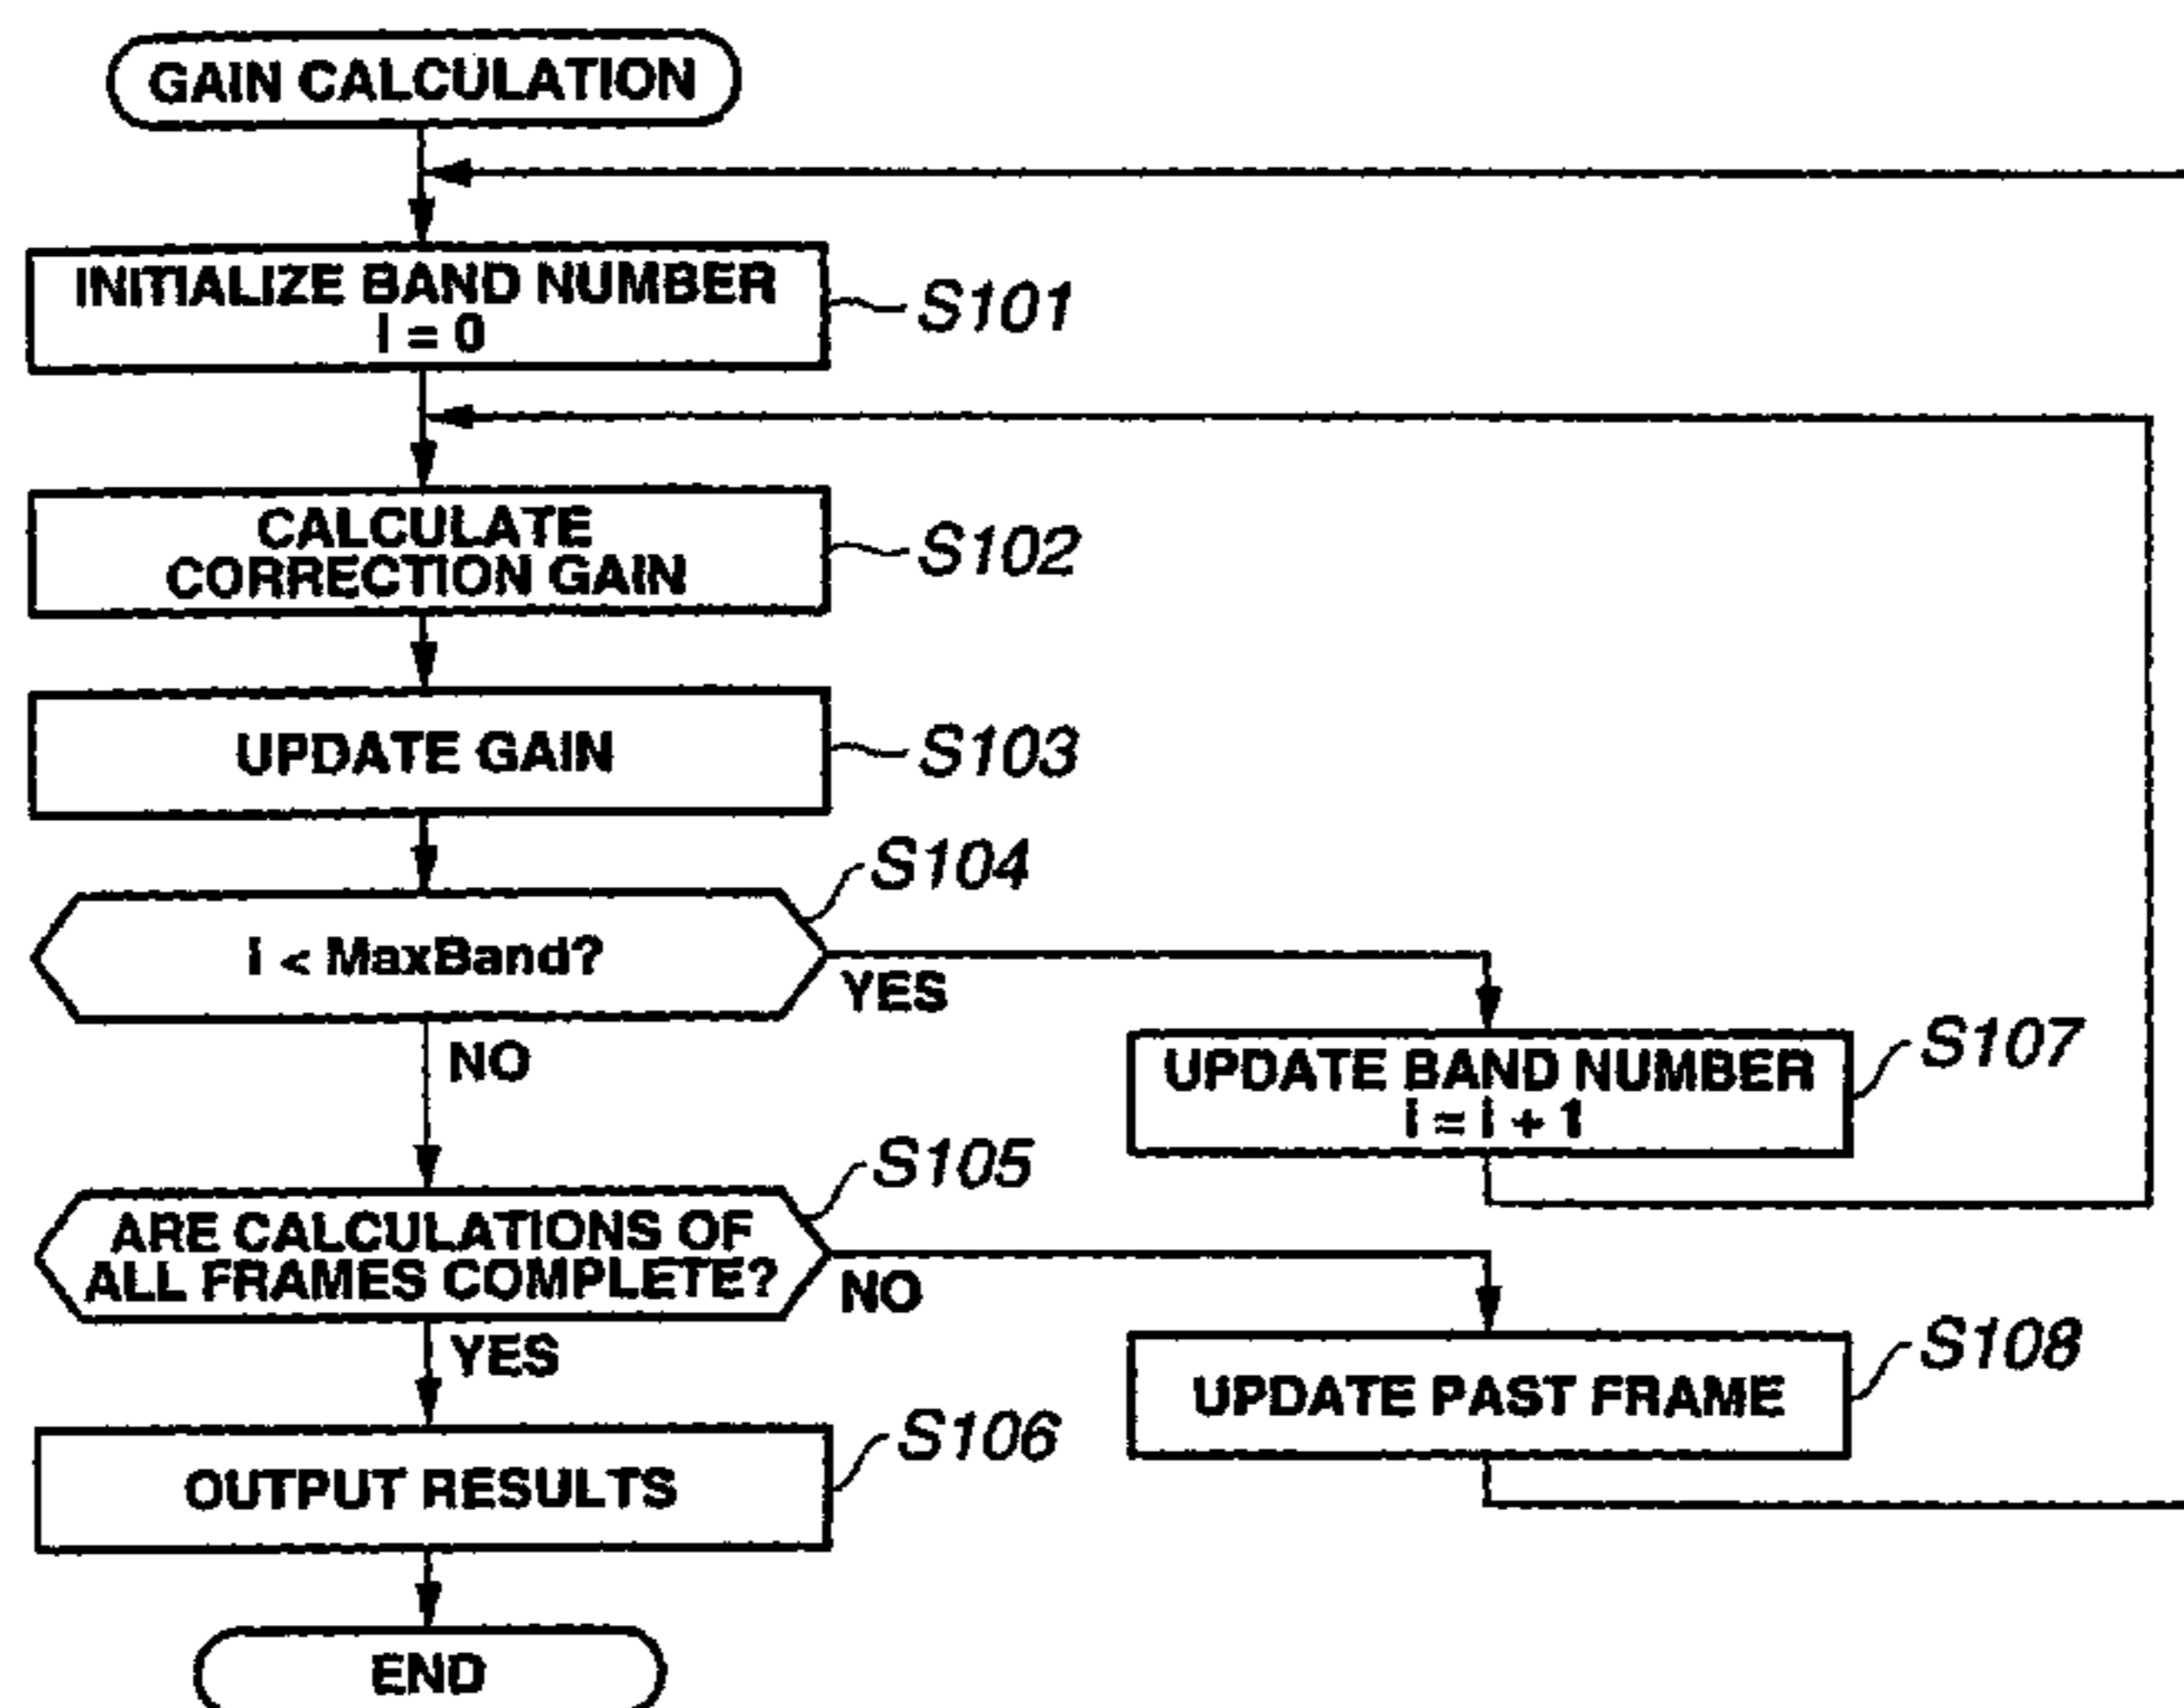 GAIN CALCULATION
INITIALIZE BAND NUMBER
i = 0
S101
CALCULATE
CORRECTION GAIN
S102
UPDATE GAIN
S103
S104
i < MaxBand?
YES
NO
UPDATE BAND NUMBER
i = i + 1
S107
S105
ARE CALCULATIONS OF
ALL FRAMES COMPLETE?
NO
YES
UPDATE PAST FRAME
S108
OUTPUT RESULTS
S106
END